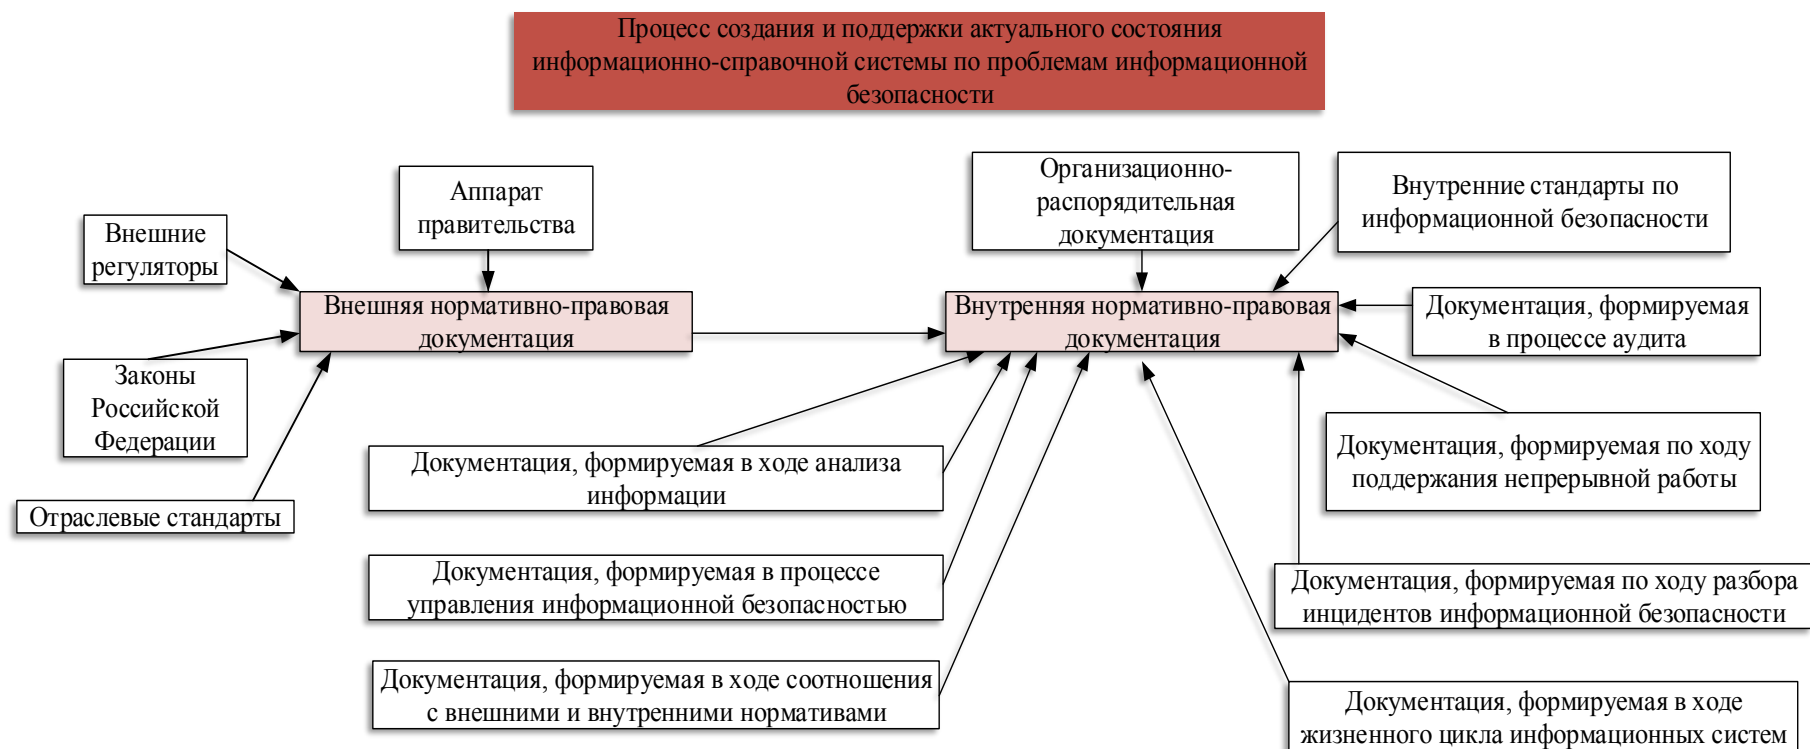 Процесс создания и поддержки актуального состояния
информационно-справочной системы по проблемам информационной
безопасности
Аппарат
правительства
Внешние
регуляторы
Внешняя нормативно-правовая
документация
Законы
Российской
Федерации
Отраслевые стандарты
Организационно-
распорядительная
документация
Внутренние стандарты по
информационной безопасности
Внутренняя нормативно-правовая
документация
Документация, формируемая
в процессе аудита
Документация, формируемая по ходу
поддержания непрерывной работы
Документация, формируемая в ходе анализа
информации
Документация, формируемая в процессе
управления информационной безопасностью
Документация, формируемая по ходу разбора
инцидентов информационной безопасности
Документация, формируемая в ходе соотношения
с внешними и внутренними нормативами
Документация, формируемая в ходе
жизненного цикла информационных систем